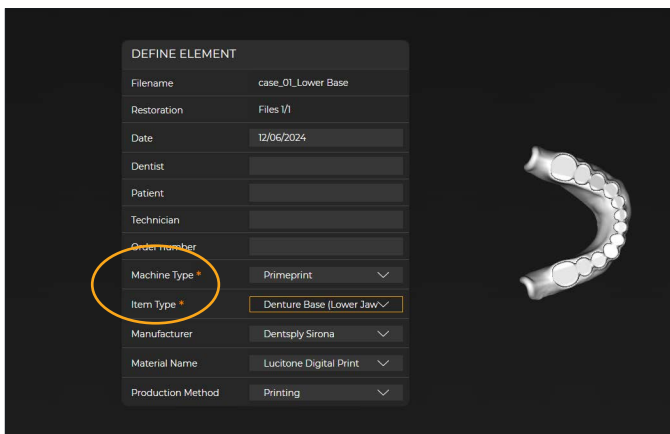 DEFINE ELEMENT
Filename case_01_Lower Base
Restoration Files 1/1
Date 12/06/2024
Dentist
Patient
Technician
Order number
Machine Type * Primeprint
Item Type * Denture Base (Lower Jaw
Manufacturer Dentsply Sirona
Material Name Lucitone Digital Print
Production Method Printing